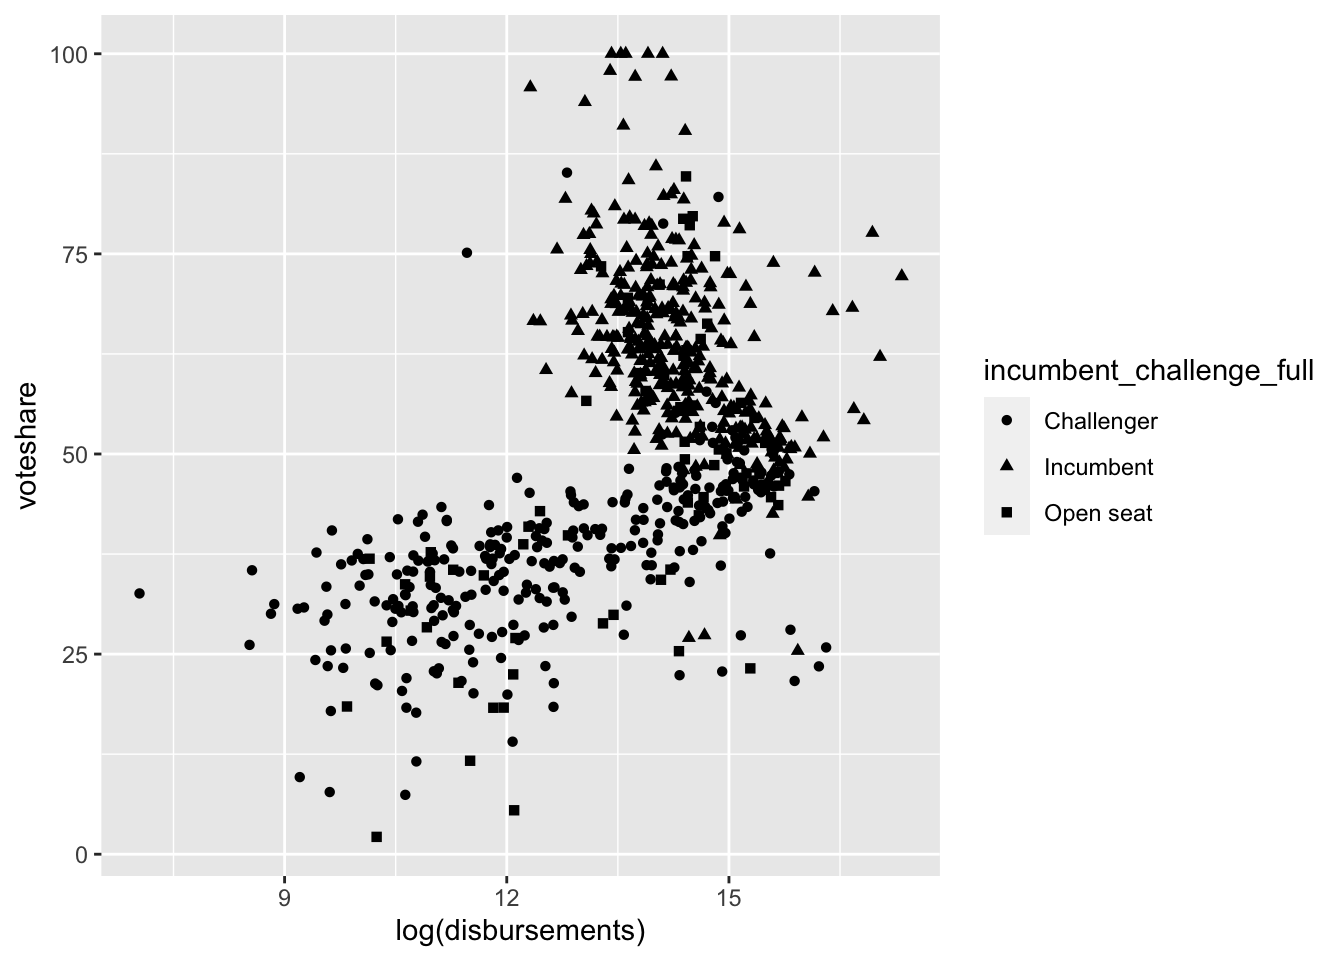 100
75
50
25
0
voteshare
9
12
15
log(disbursements)
incumbent_challenge_full
Challenger
Incumbent
Open seat